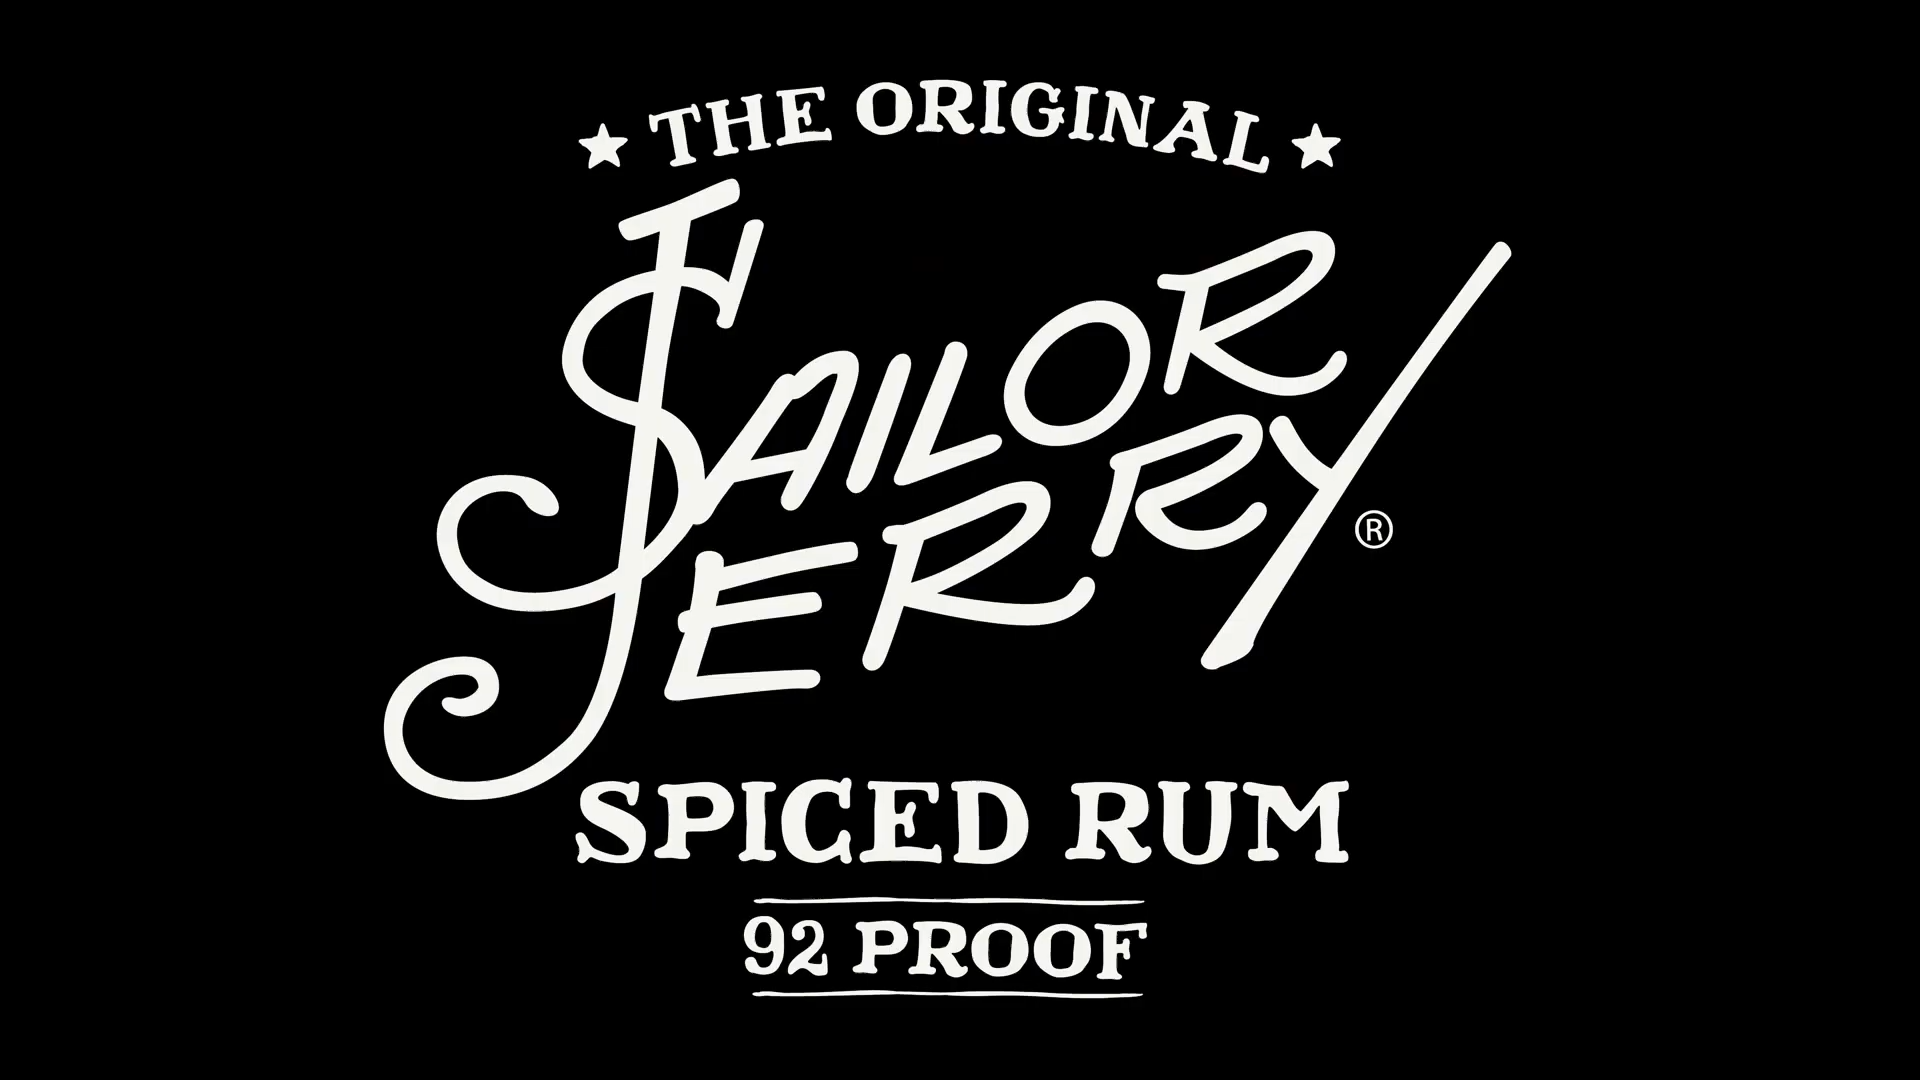 ★ THE ORIGINAL ★
SAILOR
JERRY®
SPICED RUM
92 PROOF